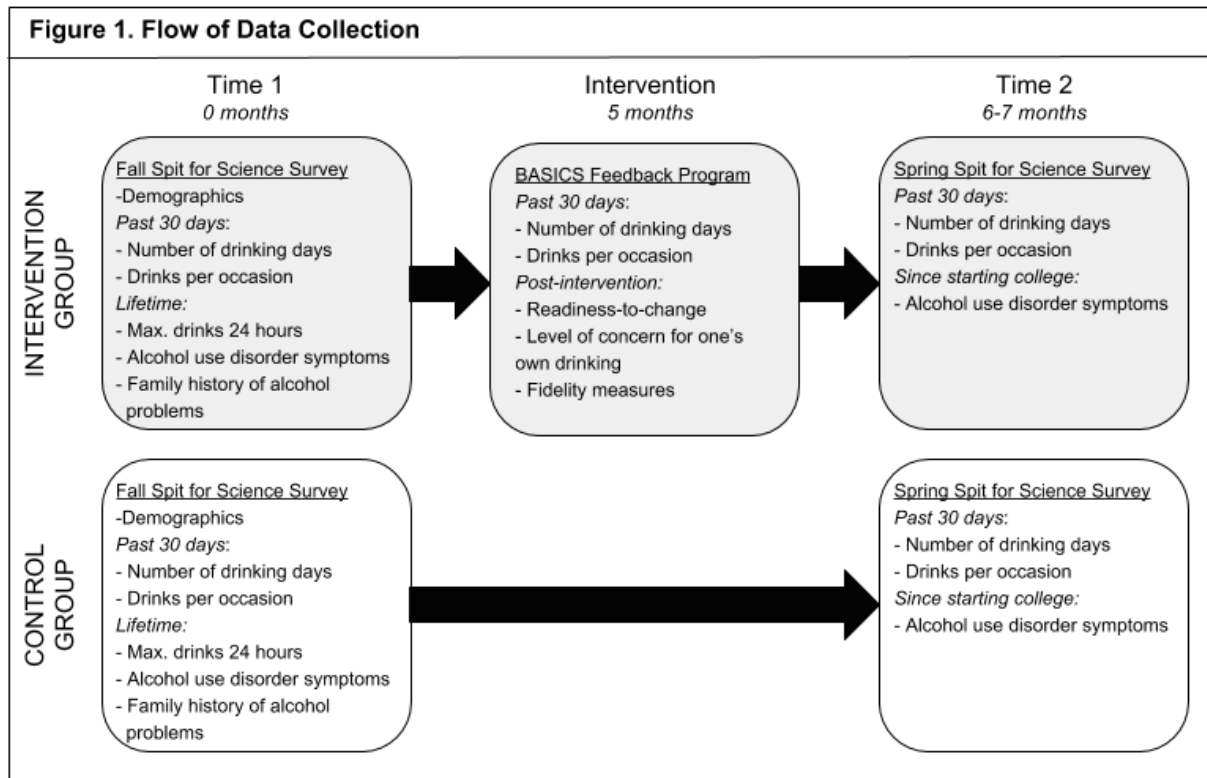 Figure 1. Flow of Data Collection
Time 1
0 months
Intervention
5 months
Time 2
6-7 months
INTERVENTION
GROUP
Fall Spit for Science Survey
-Demographics
Past 30 days:
- Number of drinking days
- Drinks per occasion
Lifetime:
- Max. drinks 24 hours
- Alcohol use disorder symptoms
- Family history of alcohol
problems
BASICS Feedback Program
Past 30 days:
- Number of drinking days
- Drinks per occasion
Post-intervention:
- Readiness-to-change
- Level of concern for one's
own drinking
- Fidelity measures
Spring Spit for Science Survey
Past 30 days:
- Number of drinking days
- Drinks per occasion
Since starting college:
- Alcohol use disorder symptoms
CONTROL
GROUP
Fall Spit for Science Survey
-Demographics
Past 30 days:
- Number of drinking days
- Drinks per occasion
Lifetime:
- Max. drinks 24 hours
- Alcohol use disorder symptoms
- Family history of alcohol
problems
Spring Spit for Science Survey
Past 30 days:
- Number of drinking days
- Drinks per occasion
Since starting college:
- Alcohol use disorder symptoms